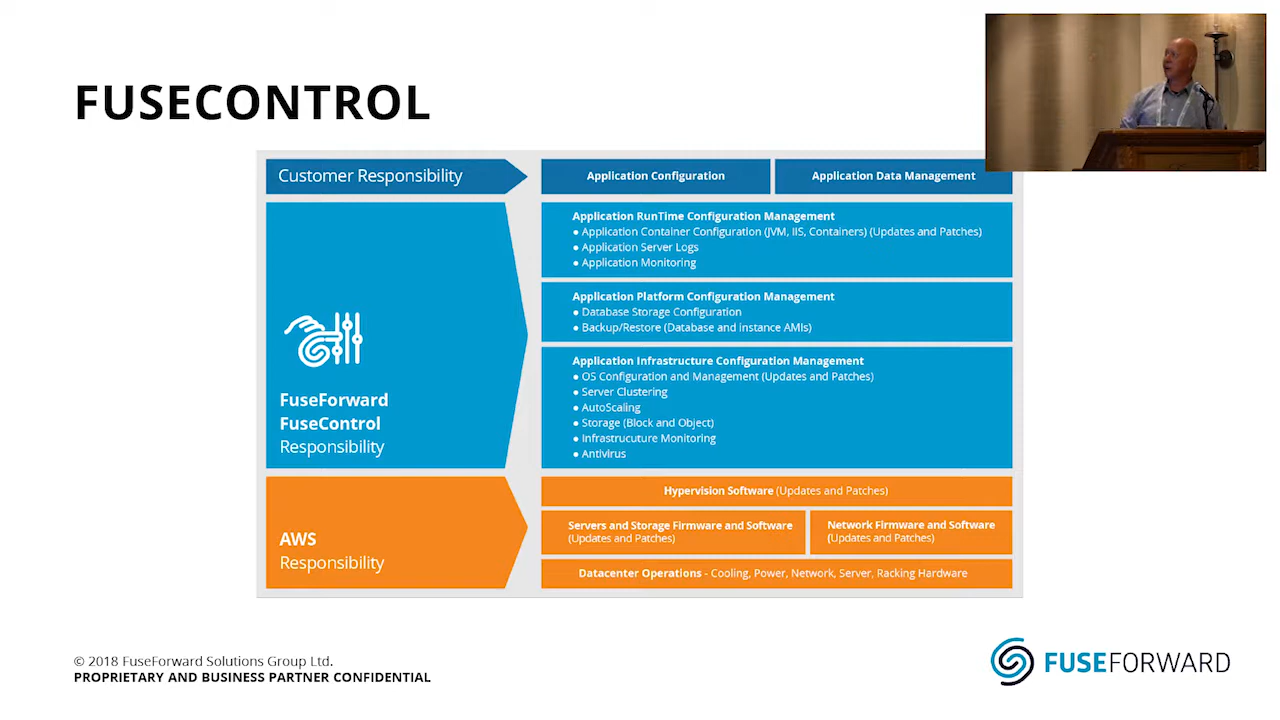 FUSECONTROL
Customer Responsibility
Application Configuration
Application Data Management
Application RunTime Configuration Management
● Application Container Configuration (JVM, IIS, Containers) (Updates and Patches)
● Application Server Logs
● Application Monitoring
Application Platform Configuration Management
● Database Storage Configuration
● Backup/Restore (Database and Instance AMIs)
Application Infrastructure Configuration Management
● OS Configuration and Management (Updates and Patches)
● Server Clustering
● AutoScaling
● Storage (Block and Object)
● Infrastrucuture Monitoring
● Antivirus
FuseForward
FuseControl
Responsibility
AWS
Responsibility
Hypervision Software (Updates and Patches)
Servers and Storage Firmware and Software
(Updates and Patches)
Network Firmware and Software
(Updates and Patches)
Datacenter Operations - Cooling, Power, Network, Server, Racking Hardware
© 2018 FuseForward Solutions Group Ltd.
PROPRIETARY AND BUSINESS PARTNER CONFIDENTIAL
FUSEFORWARD